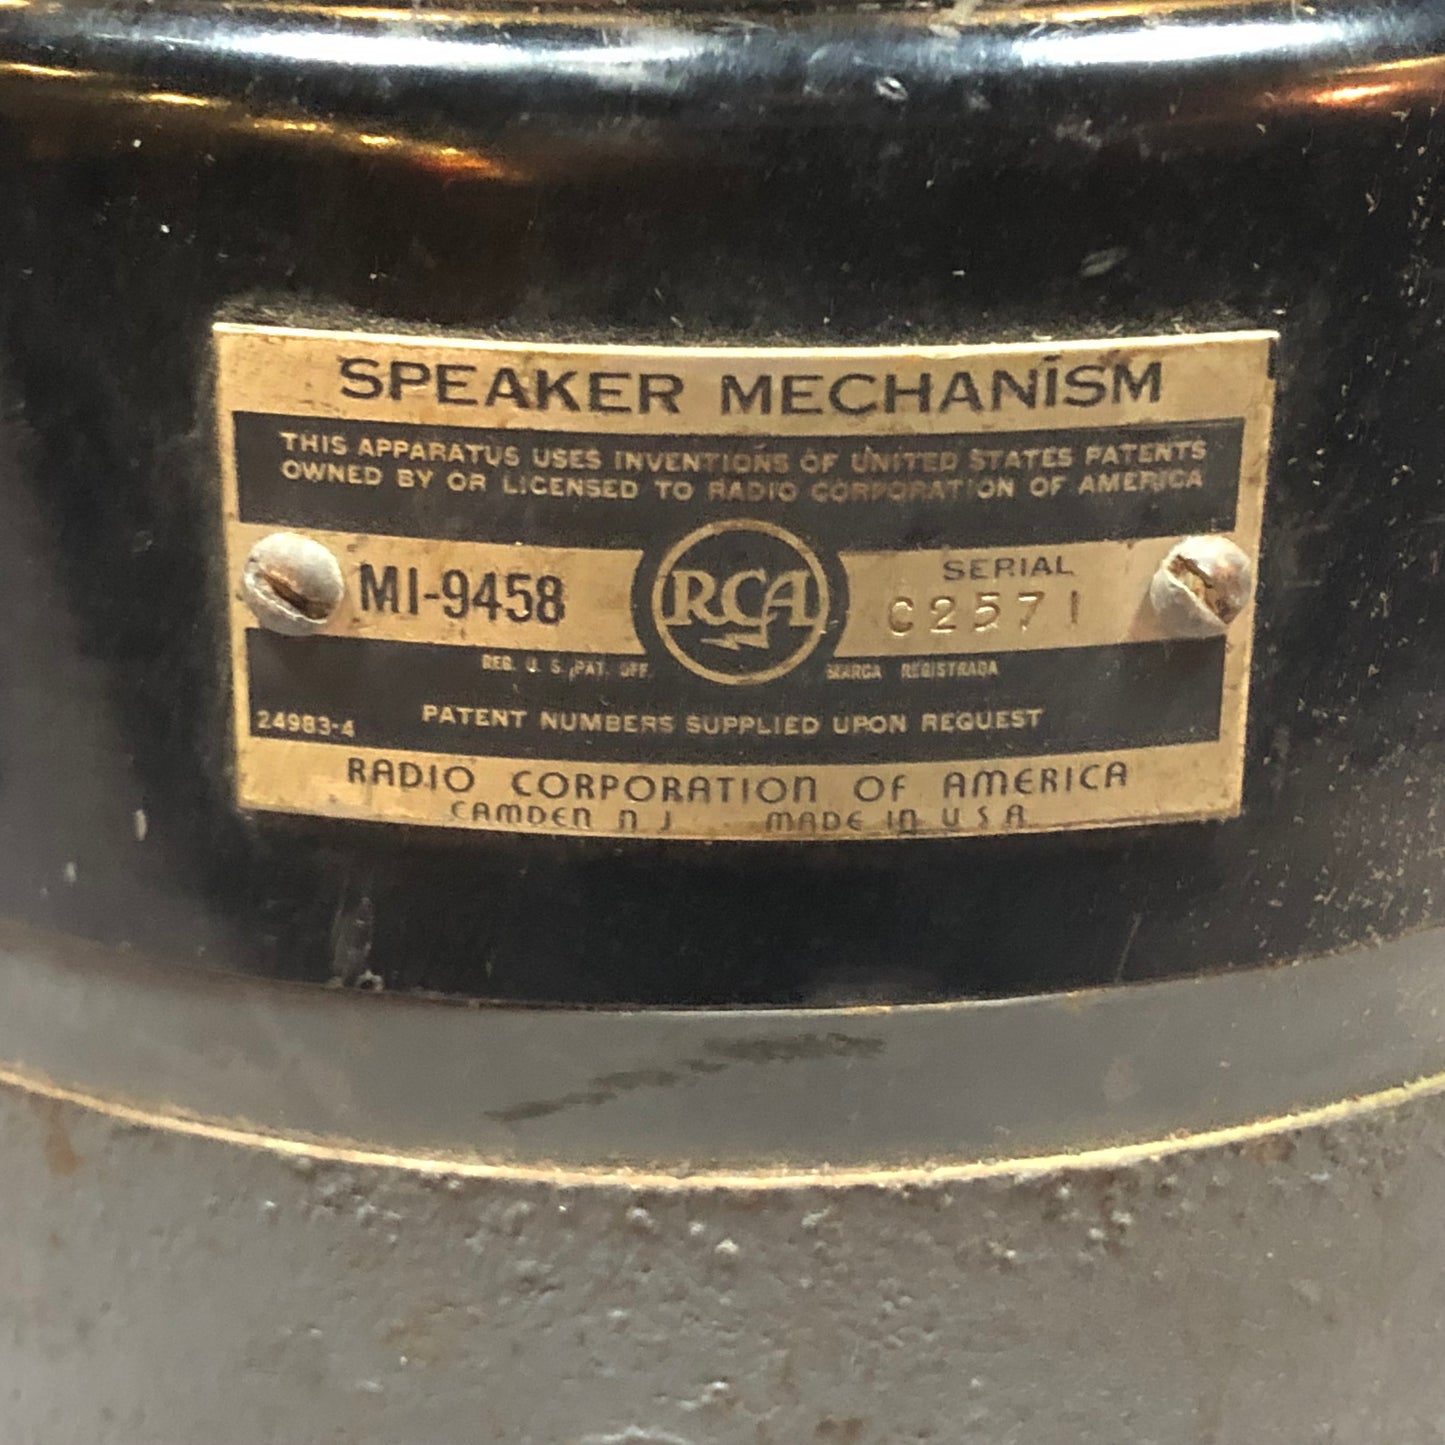 SPEAKER MECHANISM
THIS APPARATUS USES INVENTIONS OF UNITED STATES PATENTS
OWNED BY OR LICENSED TO RADIO CORPORATION OF AMERICA
MI-9458
RCA
SERIAL
C2571
REG. U. S. PAT. OFF.
MARCA REGISTRADA
24983-4
PATENT NUMBERS SUPPLIED UPON REQUEST
RADIO CORPORATION OF AMERICA
CAMDEN N J MADE IN U S A